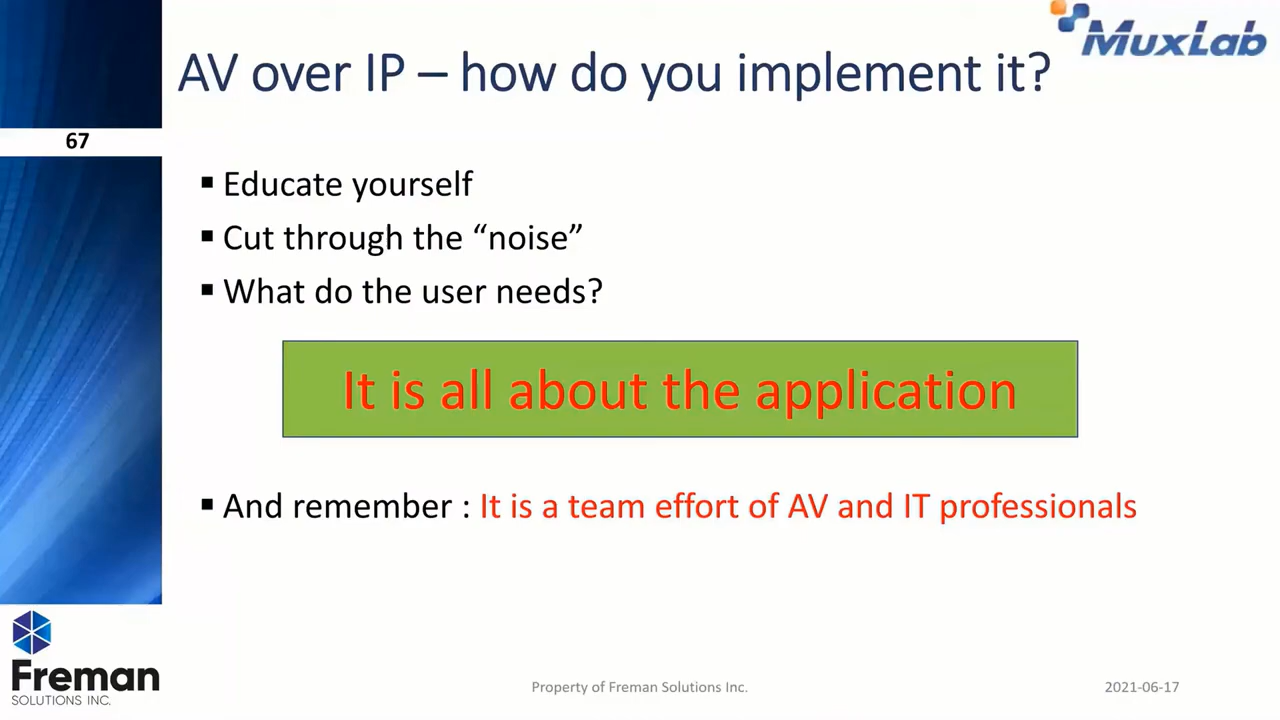 MuxLab
AV over IP – how do you implement it?
67
▪ Educate yourself
▪ Cut through the “noise”
▪ What do the user needs?
It is all about the application
▪ And remember : It is a team effort of AV and IT professionals
Freman
SOLUTIONS INC.
Property of Freman Solutions Inc.
2021-06-17